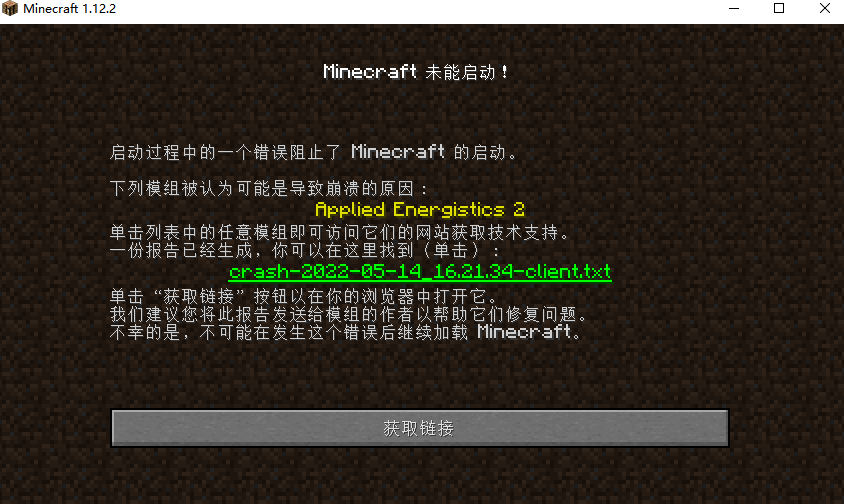 Minecraft 1.12.2
Minecraft 未能启动！
启动过程中的一个错误阻止了 Minecraft 的启动。
下列模组被认为可能是导致崩溃的原因：
Applied Energistics 2
单击列表中的任意模组即可访问它们的网站获取技术支持。
一份报告已经生成，你可以在这里找到（单击）：
crash-2022-05-14_16.21.34-client.txt
单击“获取链接”按钮以在你的浏览器中打开它。
我们建议您将此报告发送给模组的作者以帮助它们修复问题。
不幸的是，不可能在发生这个错误后继续加载 Minecraft。
获取链接